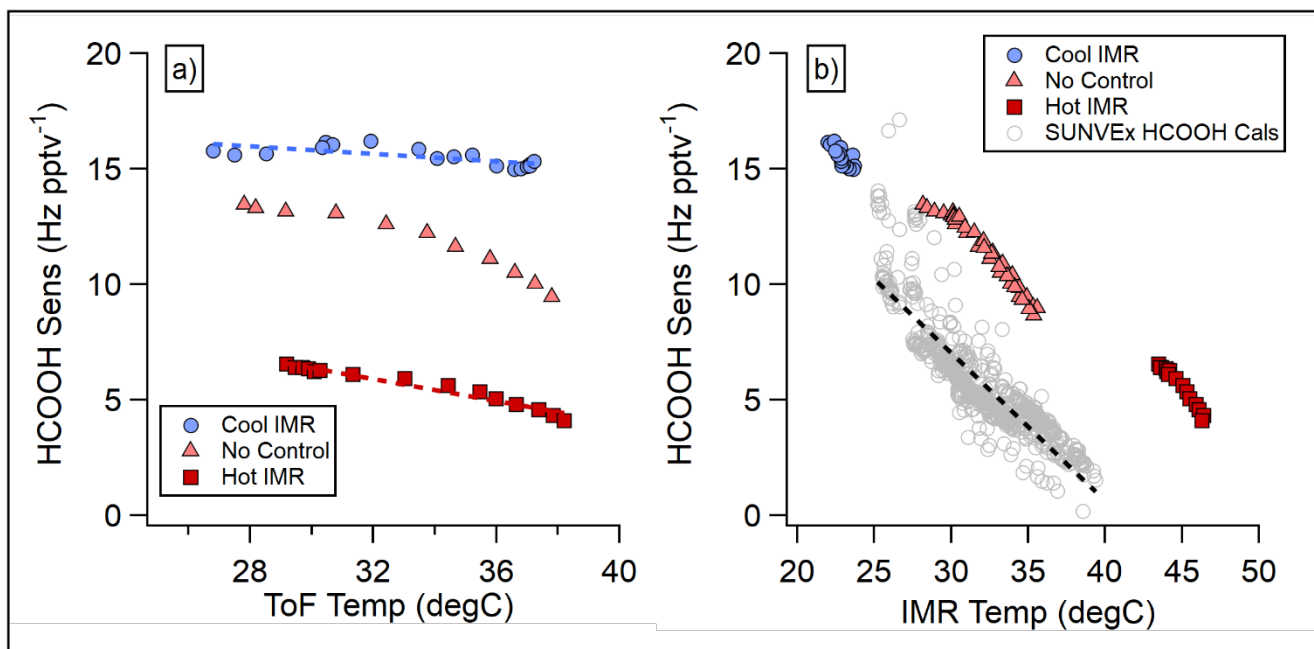 a)
20
15
10
5
0
HCOOH Sens (Hz pptv⁻¹)
Cool IMR
No Control
Hot IMR
28
32
36
40
ToF Temp (degC)
b)
Cool IMR
No Control
Hot IMR
SUNVEx HCOOH Cals
20
15
10
5
0
HCOOH Sens (Hz pptv⁻¹)
20
25
30
35
40
45
50
IMR Temp (degC)